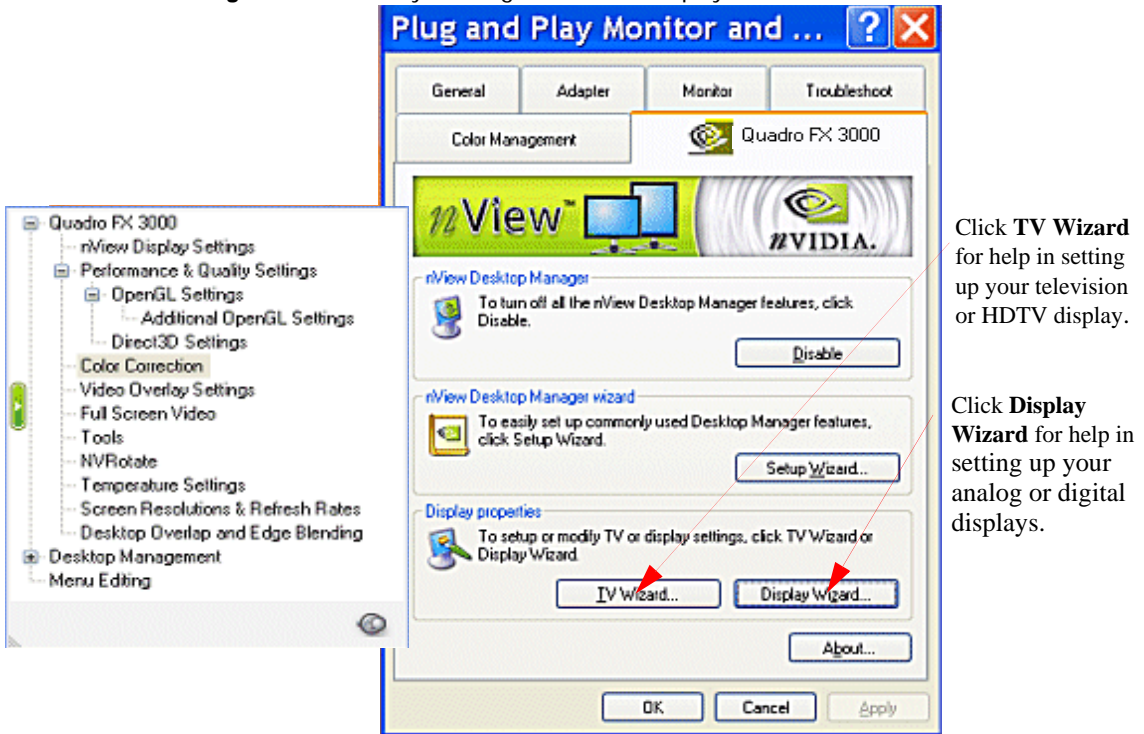 Plug and Play Monitor and ...
General Adapter Monitor Troubleshoot
Color Management Quadro FX 3000
nView™ NVIDIA.
Quadro FX 3000
nView Display Settings
Performance & Quality Settings
OpenGL Settings
Additional OpenGL Settings
Direct3D Settings
Color Correction
Video Overlay Settings
Full Screen Video
Tools
NVRotate
Temperature Settings
Screen Resolutions & Refresh Rates
Desktop Overlap and Edge Blending
Desktop Management
Menu Editing
nView Desktop Manager
To turn off all the nView Desktop Manager features, click
Disable.
Disable
nView Desktop Manager wizard
To easily set up commonly used Desktop Manager features,
click Setup Wizard.
Setup Wizard...
Display properties
To setup or modify TV or display settings, click TV Wizard or
Display Wizard.
TV Wizard...
Display Wizard...
About...
OK
Cancel
Apply
Click TV Wizard
for help in setting
up your television
or HDTV display.
Click Display
Wizard for help in
setting up your
analog or digital
displays.